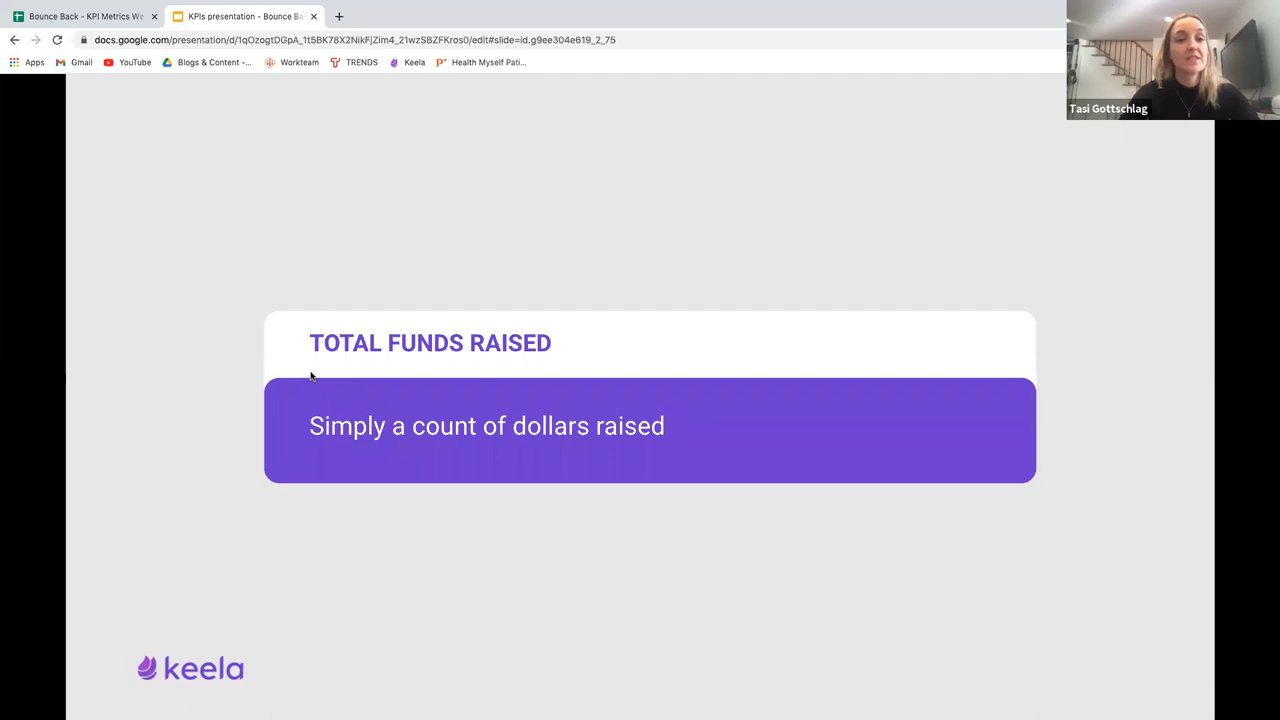 Bounce Back - KPI Metrics We
KPIs presentation - Bounce Ba
docs.google.com/presentation/d/1qOzogtDGpA_1t5BK78X2NikFjZim4_21wzSBZFKros0/edit#slide=id.g9ee304e619_2_75
Apps
Gmail
YouTube
Blogs & Content -...
Workteam
TRENDS
Keela
Health Myself Pati...
Tasi Gottschlag
TOTAL FUNDS RAISED
Simply a count of dollars raised
keela